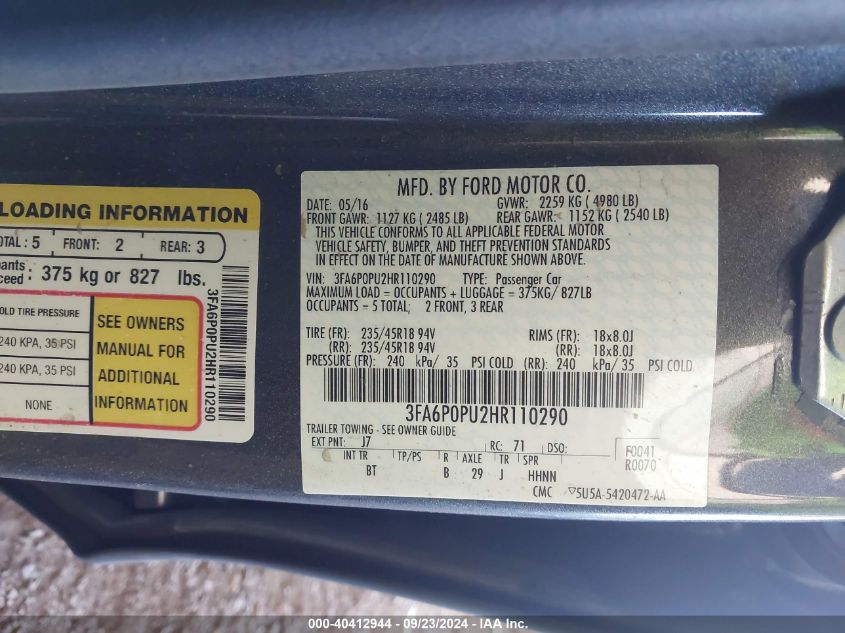 LOADING INFORMATION
TOTAL : 5 FRONT: 2 REAR: 3
375 kg or 827 lbs.
COLD TIRE PRESSURE
240 KPA, 35 PSI
240 KPA, 35 PSI
NONE
SEE OWNERS
MANUAL FOR
ADDITIONAL
INFORMATION
3FA6P0PU2HR110290
MFD. BY FORD MOTOR CO.
DATE: 05/16 GVWR: 2259 KG ( 4980 LB)
FRONT GAWR: 1127 KG ( 2485 LB) REAR GAWR: 1152 KG ( 2540 LB)
THIS VEHICLE CONFORMS TO ALL APPLICABLE FEDERAL MOTOR
VEHICLE SAFETY, BUMPER, AND THEFT PREVENTION STANDARDS
IN EFFECT ON THE DATE OF MANUFACTURE SHOWN ABOVE.
VIN: 3FA6P0PU2HR110290 TYPE: Passenger Car
MAXIMUM LOAD = OCCUPANTS + LUGGAGE = 375KG/ 827LB
OCCUPANTS = 5 TOTAL; 2 FRONT, 3 REAR
TIRE (FR): 235/45R18 94V RIMS (FR): 18x8.0J
(RR): 235/45R18 94V (RR): 18x8.0J
PRESSURE (FR): 240 kPa/ 35 PSI COLD (RR): 240 kPa/ 35 PSI COLD
3FA6P0PU2HR110290
TRAILER TOWING - SEE OWNER GUIDE
EXT PNT: J7 RC: 71 DSO: F0041
R0070
INT TR TP/PS R AXLE TR SPR
BT B 29 J HHNN
CMC ▽5U5A-5420472-AA
000-40412944 - 09/23/2024 - IAAI.com.